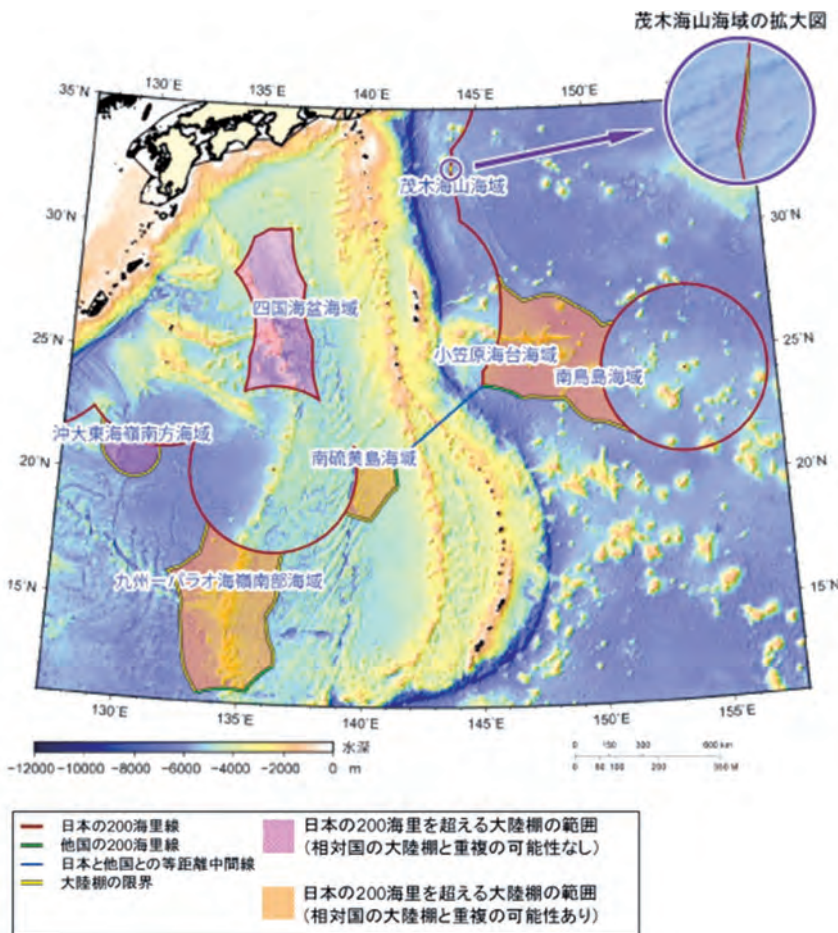 茂木海山海域の拡大図
130°E
135°E
140°E
145°E
150°E
35°N
茂木海山海域
30°N
30°N
四国海盆海域
25°N
小笠原海台海域
25°N
南鳥島海域
沖大東海嶺南方海域
20°N
南硫黄島海域
20°N
15°N
九州ーパラオ海嶺南部海域
15°N
130°E
135°E
140°E
145°E
150°E
155°E
水深
-12000 -10000 -8000 -6000 -4000 -2000 0 m
0 150 300 600 km
0 50 100 200
日本の200海里線
他国の200海里線
日本と他国との等距離中間線
大陸棚の限界
日本の200海里を超える大陸棚の範囲
(相対国の大陸棚と重複の可能性なし)
日本の200海里を超える大陸棚の範囲
(相対国の大陸棚と重複の可能性あり)